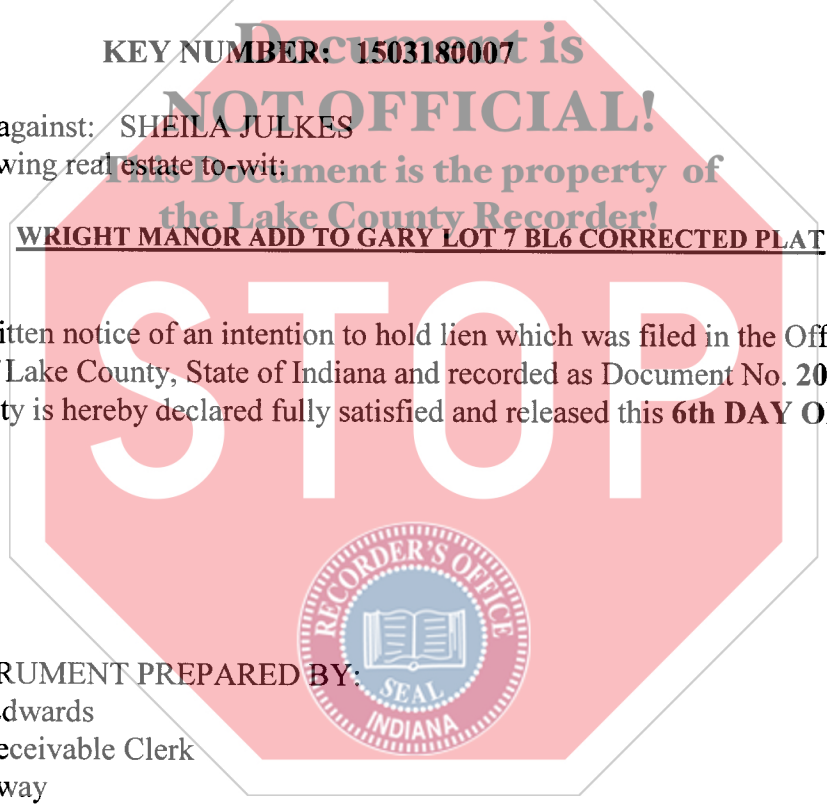 Document is
KEY NUMBER: 1503180007
NOT OFFICIAL!
against: SHEILA JULKES
wing real estate to-wit:
This Document is the property of
the Lake County Recorder!
WRIGHT MANOR ADD TO GARY LOT 7 BL6 CORRECTED PLAT
STOP
itten notice of an intention to hold lien which was filed in the Off
Lake County, State of Indiana and recorded as Document No. 20
ty is hereby declared fully satisfied and released this 6th DAY O
RECORDER'S OFFICE
SEAL
INDIANA
RUMENT PREPARED BY:
dwards
eceivable Clerk
way